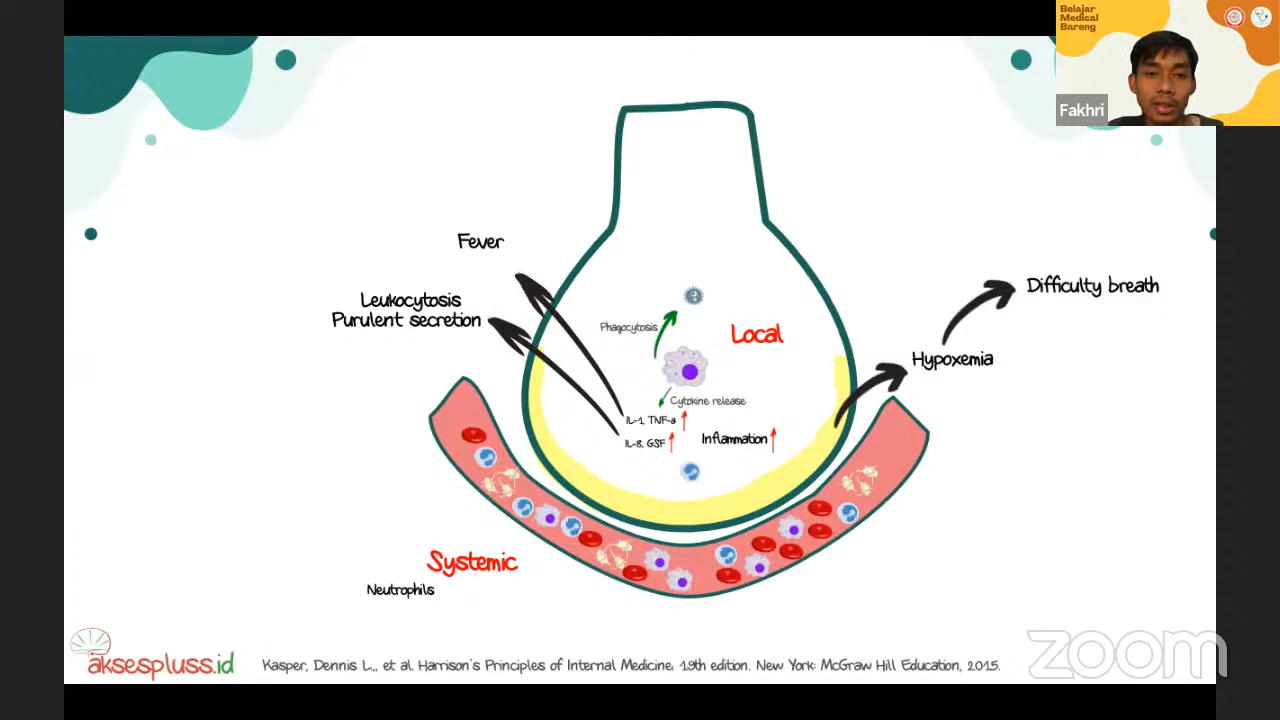 Belajar
Medical
Bareng
Fakhri
Fever
Leukocytosis
Purulent secretion
Phagocytosis
Local
Cytokine release
IL-1, TNF-a
IL-8, GSF
Inflammation
Difficulty breath
Hypoxemia
Systemic
Neutrophils
aksespluss.id
Kasper, Dennis L.,, et al. Harrison's Principles of Internal Medicine. 19th edition. New York: McGraw Hill Education, 2015.
zoom